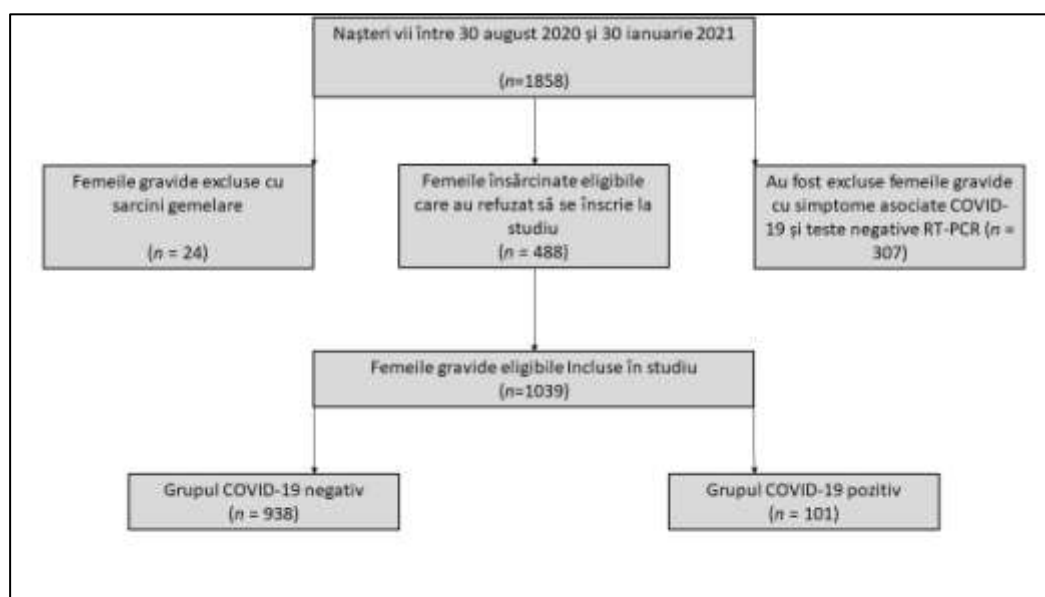 Nașteri vii între 30 august 2020 și 30 ianuarie 2021
(n=1858)
Femeile gravide excluse cu
sarcini gemelare
(n = 24)
Femeile însărcinate eligibile
care au refuzat să se înscrie la
studiu
(n = 488)
Au fost excluse femeile gravide
cu simptome asociate COVID-
19 și teste negative RT-PCR (n =
307)
Femeile gravide eligibile Incluse în studiu
(n=1039)
Grupul COVID-19 negativ
(n = 938)
Grupul COVID-19 pozitiv
(n = 101)